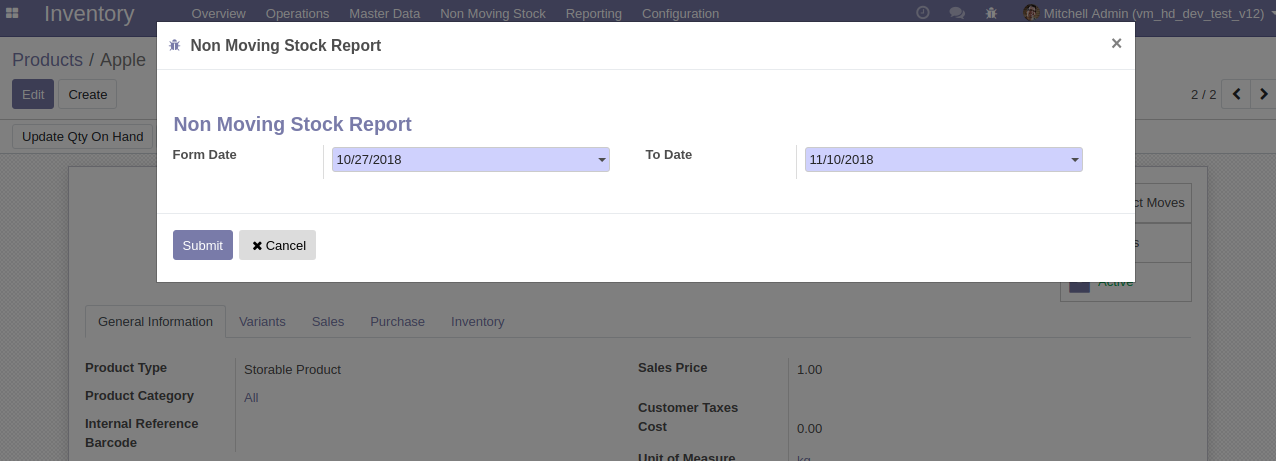 Inventory Overview Operations Master Data Non Moving Stock Reporting Configuration Mitchell Admin (vm_hd_dev_test_v12)
Non Moving Stock Report ×
Products / Apple
Edit Create 2 / 2
Update Qty On Hand
Non Moving Stock Report
Form Date 10/27/2018 To Date 11/10/2018
ct Moves
Submit Cancel
s
Active
General Information Variants Sales Purchase Inventory
Product Type Storable Product Sales Price 1.00
Product Category All
Customer Taxes
Internal Reference
Cost 0.00
Barcode
Unit of Measure kg